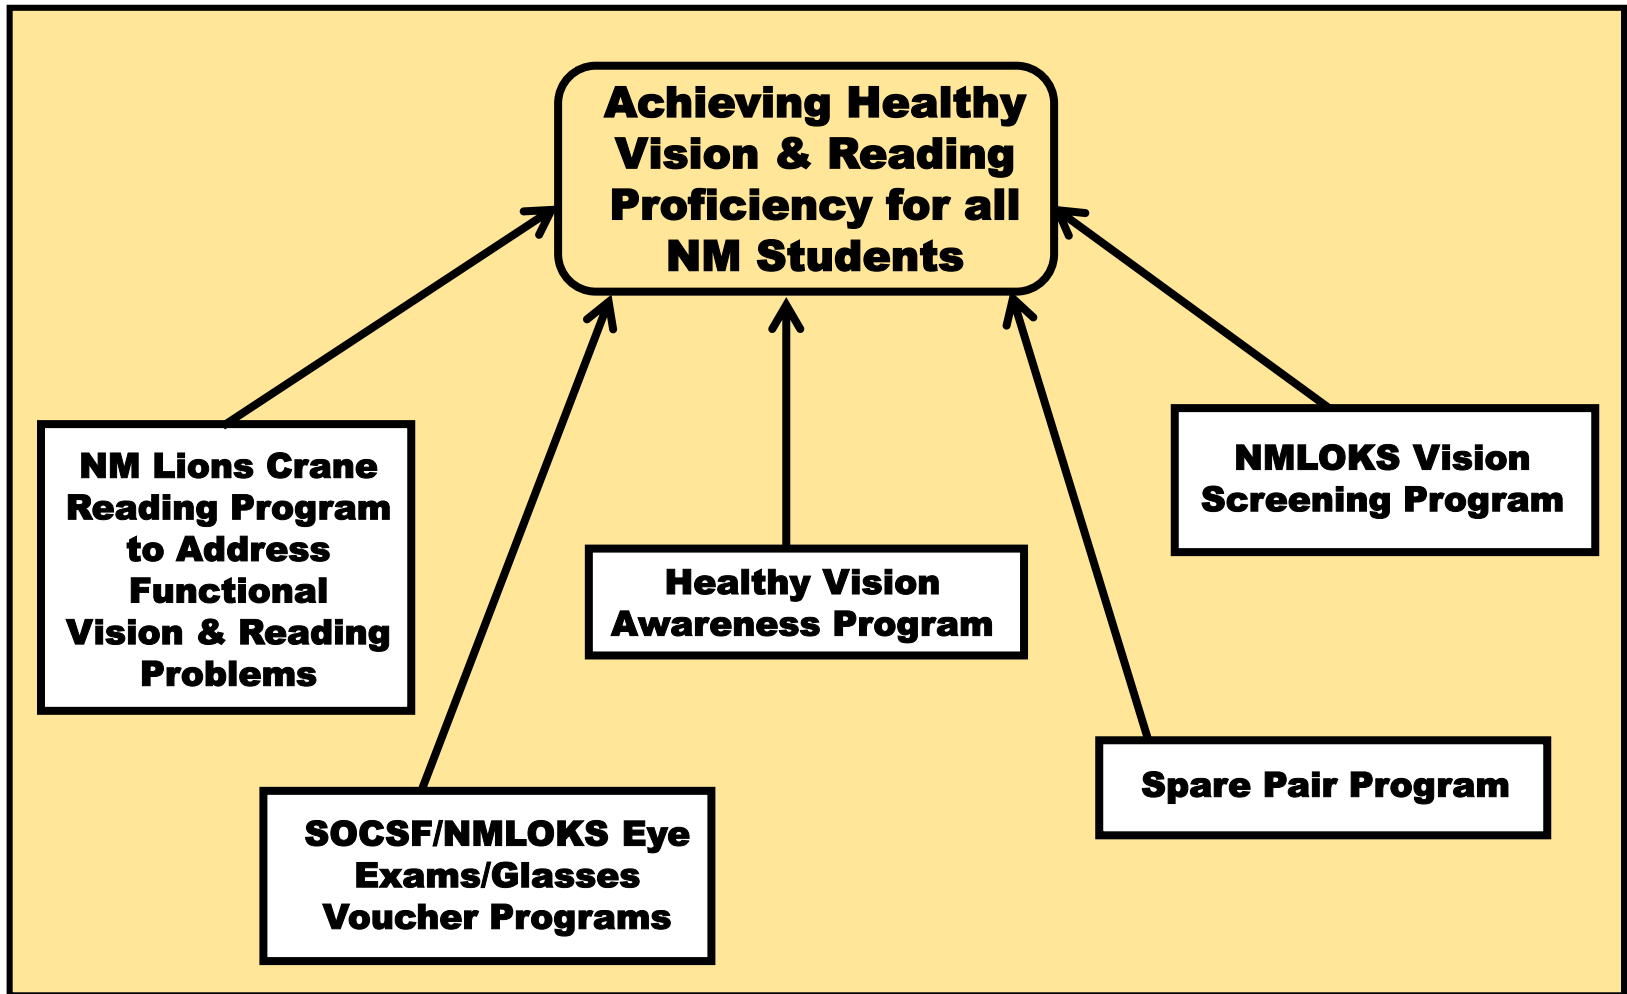 Achieving Healthy
Vision & Reading
Proficiency for all
NM Students
NM Lions Crane
Reading Program
to Address
Functional
Vision & Reading
Problems
NMLOKS Vision
Screening Program
Healthy Vision
Awareness Program
Spare Pair Program
SOCSF/NMLOKS Eye
Exams/Glasses
Voucher Programs